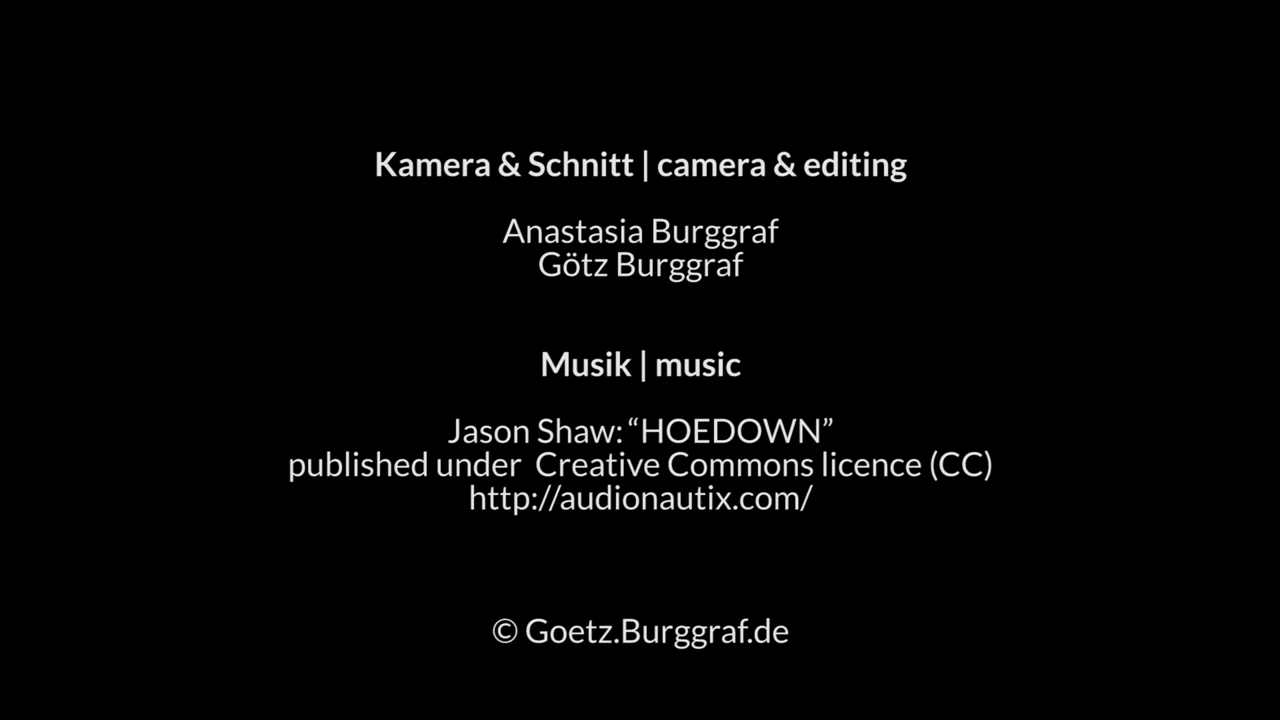 Kamera & Schnitt | camera & editing
Anastasia Burggraf
Götz Burggraf
Musik | music
Jason Shaw: “HOEDOWN”
published under  Creative Commons licence (CC)
http://audionautix.com/
© Goetz.Burggraf.de